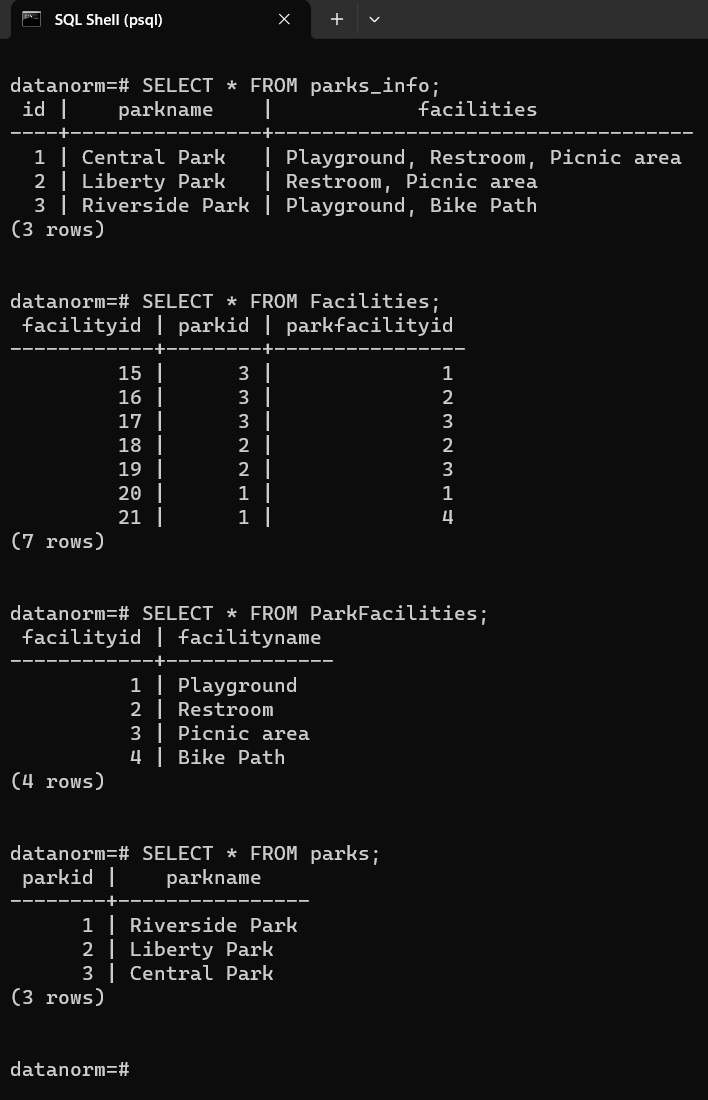 SQL Shell (psql)
datanorm=# SELECT * FROM parks_info;
 id |    parkname    |            facilities
----+----------------+-----------------------------------
  1 | Central Park   | Playground, Restroom, Picnic area
  2 | Liberty Park   | Restroom, Picnic area
  3 | Riverside Park | Playground, Bike Path
(3 rows)
datanorm=# SELECT * FROM Facilities;
 facilityid | parkid | parkfacilityid
------------+--------+----------------
         15 |      3 |              1
         16 |      3 |              2
         17 |      3 |              3
         18 |      2 |              2
         19 |      2 |              3
         20 |      1 |              1
         21 |      1 |              4
(7 rows)
datanorm=# SELECT * FROM ParkFacilities;
 facilityid | facilityname
------------+--------------
          1 | Playground
          2 | Restroom
          3 | Picnic area
          4 | Bike Path
(4 rows)
datanorm=# SELECT * FROM parks;
 parkid |    parkname
--------+----------------
      1 | Riverside Park
      2 | Liberty Park
      3 | Central Park
(3 rows)
datanorm=#